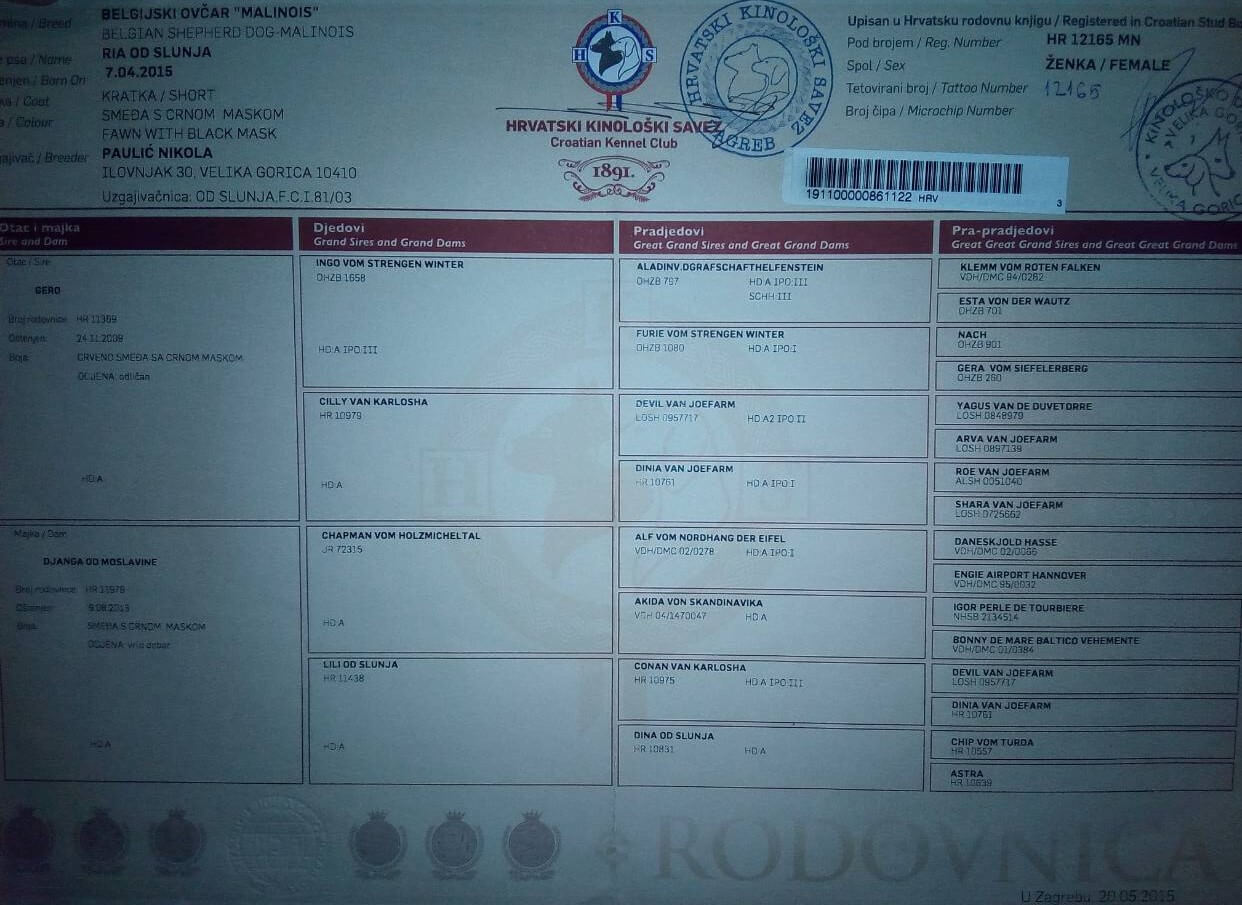 BELGIJSKI OVČAR "MALINOIS"
/ Breed
BELGIAN SHEPHERD DOG-MALINOIS
/ Name
RIA OD SLUNJA
/ Born On
7.04.2015
/ Coat
KRATKA / SHORT
/ Colour
SMEĐA S CRNOM MASKOM
FAWN WITH BLACK MASK
/ Breeder
PAULIĆ NIKOLA
ILOVNJAK 30, VELIKA GORICA 10410
Uzgajivačnica: OD SLUNJA,F.C.I.81/03
H K S
HRVATSKI KINOLOŠKI SAVEZ
Croatian Kennel Club
1891.
HRVATSKI KINOLOŠKI SAVEZ
ZAGREB
Upisan u Hrvatsku rodovnu knjigu / Registered in Croatian Stud
Pod brojem / Reg. Number
HR 12165 MN
Spol / Sex
ŽENKA / FEMALE
Tetovirani broj / Tattoo Number
12165
Broj čipa / Microchip Number
KINOLOŠKO
VELIKA GORICA
191100000861122 HRV
3
Otac i majka
Sire and Dam
Djedovi
Grand Sires and Grand Dams
Pradjedovi
Great Grand Sires and Great Grand Dams
Pra-pradjedovi
Great Great Grand Sires and Great Great Grand Dams
Otac / Sire
GERO
Broj rodovnice: HR 11369
Oštenjen: 24.11.2009
Boja: CRVENO SMEĐA SA CRNOM MASKOM
OCJENA: odličan
HD:A
Majka / Dam
DJANGA OD MOSLAVINE
Broj rodovnice: HR 11976
Oštenjen: 9.08.2013
Boja: SMEĐA S CRNOM MASKOM
OCJENA: vrlo dobar
HD:A
INGO VOM STRENGEN WINTER
OHZB 1658
HD:A IPO:III
CILLY VAN KARLOSHA
HR 10979
HD:A
CHAPMAN VOM HOLZMICHELTAL
JR 72315
HD:A
LILI OD SLUNJA
HR 11438
HD:A
ALADINV.DGRAFSCHAFTHELFENSTEIN
OHZB 797 HD:A IPO:III
SCHH:III
FURIE VOM STRENGEN WINTER
OHZB 1080 HD:A IPO:I
DEVIL VAN JOEFARM
LOSH 0957717 HD:A2 IPO:II
DINIA VAN JOEFARM
HR 10761 HD:A IPO:I
ALF VOM NORDHANG DER EIFEL
VDH/DMC 02/0278 HD:A IPO:I
AKIDA VON SKANDINAVIKA
VDH 04/1470047 HD:A
CONAN VAN KARLOSHA
HR 10975 HD:A IPO:III
DINA OD SLUNJA
HR 10831 HD:A
KLEMM VOM ROTEN FALKEN
VDH/DMC 94/0262
ESTA VON DER WAUTZ
OHZB 701
NACH
OHZB 901
GERA VOM SIEFELERBERG
OHZB 260
YAGUS VAN DE DUVETORRE
LOSH 0848979
ARVA VAN JOEFARM
LOSH 0897139
ROE VAN JOEFARM
ALSH 0051040
SHARA VAN JOEFARM
LOSH 0725662
DANESKJOLD HASSE
VDH/DMC 02/0066
ENGIE AIRPORT HANNOVER
VDH/DMC 95/0032
IGOR PERLE DE TOURBIERE
NHSB 2134514
BONNY DE MARE BALTICO VEHEMENTE
VDH/DMC 01/0384
DEVIL VAN JOEFARM
LOSH 0957717
DINIA VAN JOEFARM
HR 10761
CHIP VOM TURDA
HR 10557
ASTRA
HR 10639
RODOVNICA
U Zagrebu, 20.05.2015